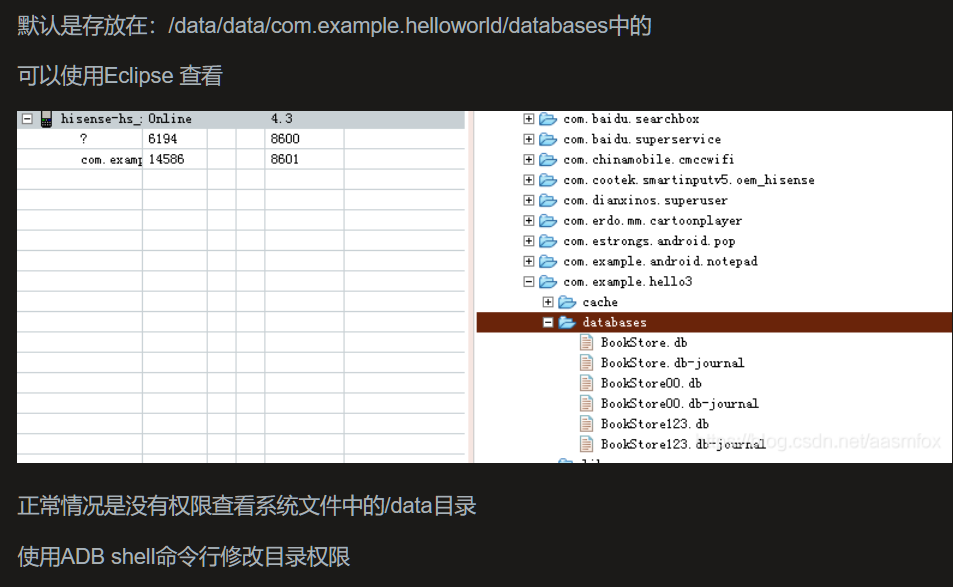 默认是存放在：/data/data/com.example.helloworld/databases中的
可以使用Eclipse 查看
hisense-hs_ Online 4.3
? 6194 8600
com.examp 14586 8601
com.baidu.searchbox
com.baidu.superservice
com.chinamobile.cmccwifi
com.cootek.smartinputv5.oem_hisense
com.dianxinos.superuser
com.erdo.mm.cartoonplayer
com.estrongs.android.pop
com.example.android.notepad
com.example.hello3
cache
databases
BookStore.db
BookStore.db-journal
BookStore00.db
BookStore00.db-journal
BookStore123.db
BookStore123.db-journal
https://blog.csdn.net/aasmfox
正常情况是没有权限查看系统文件中的/data目录
使用ADB shell命令行修改目录权限